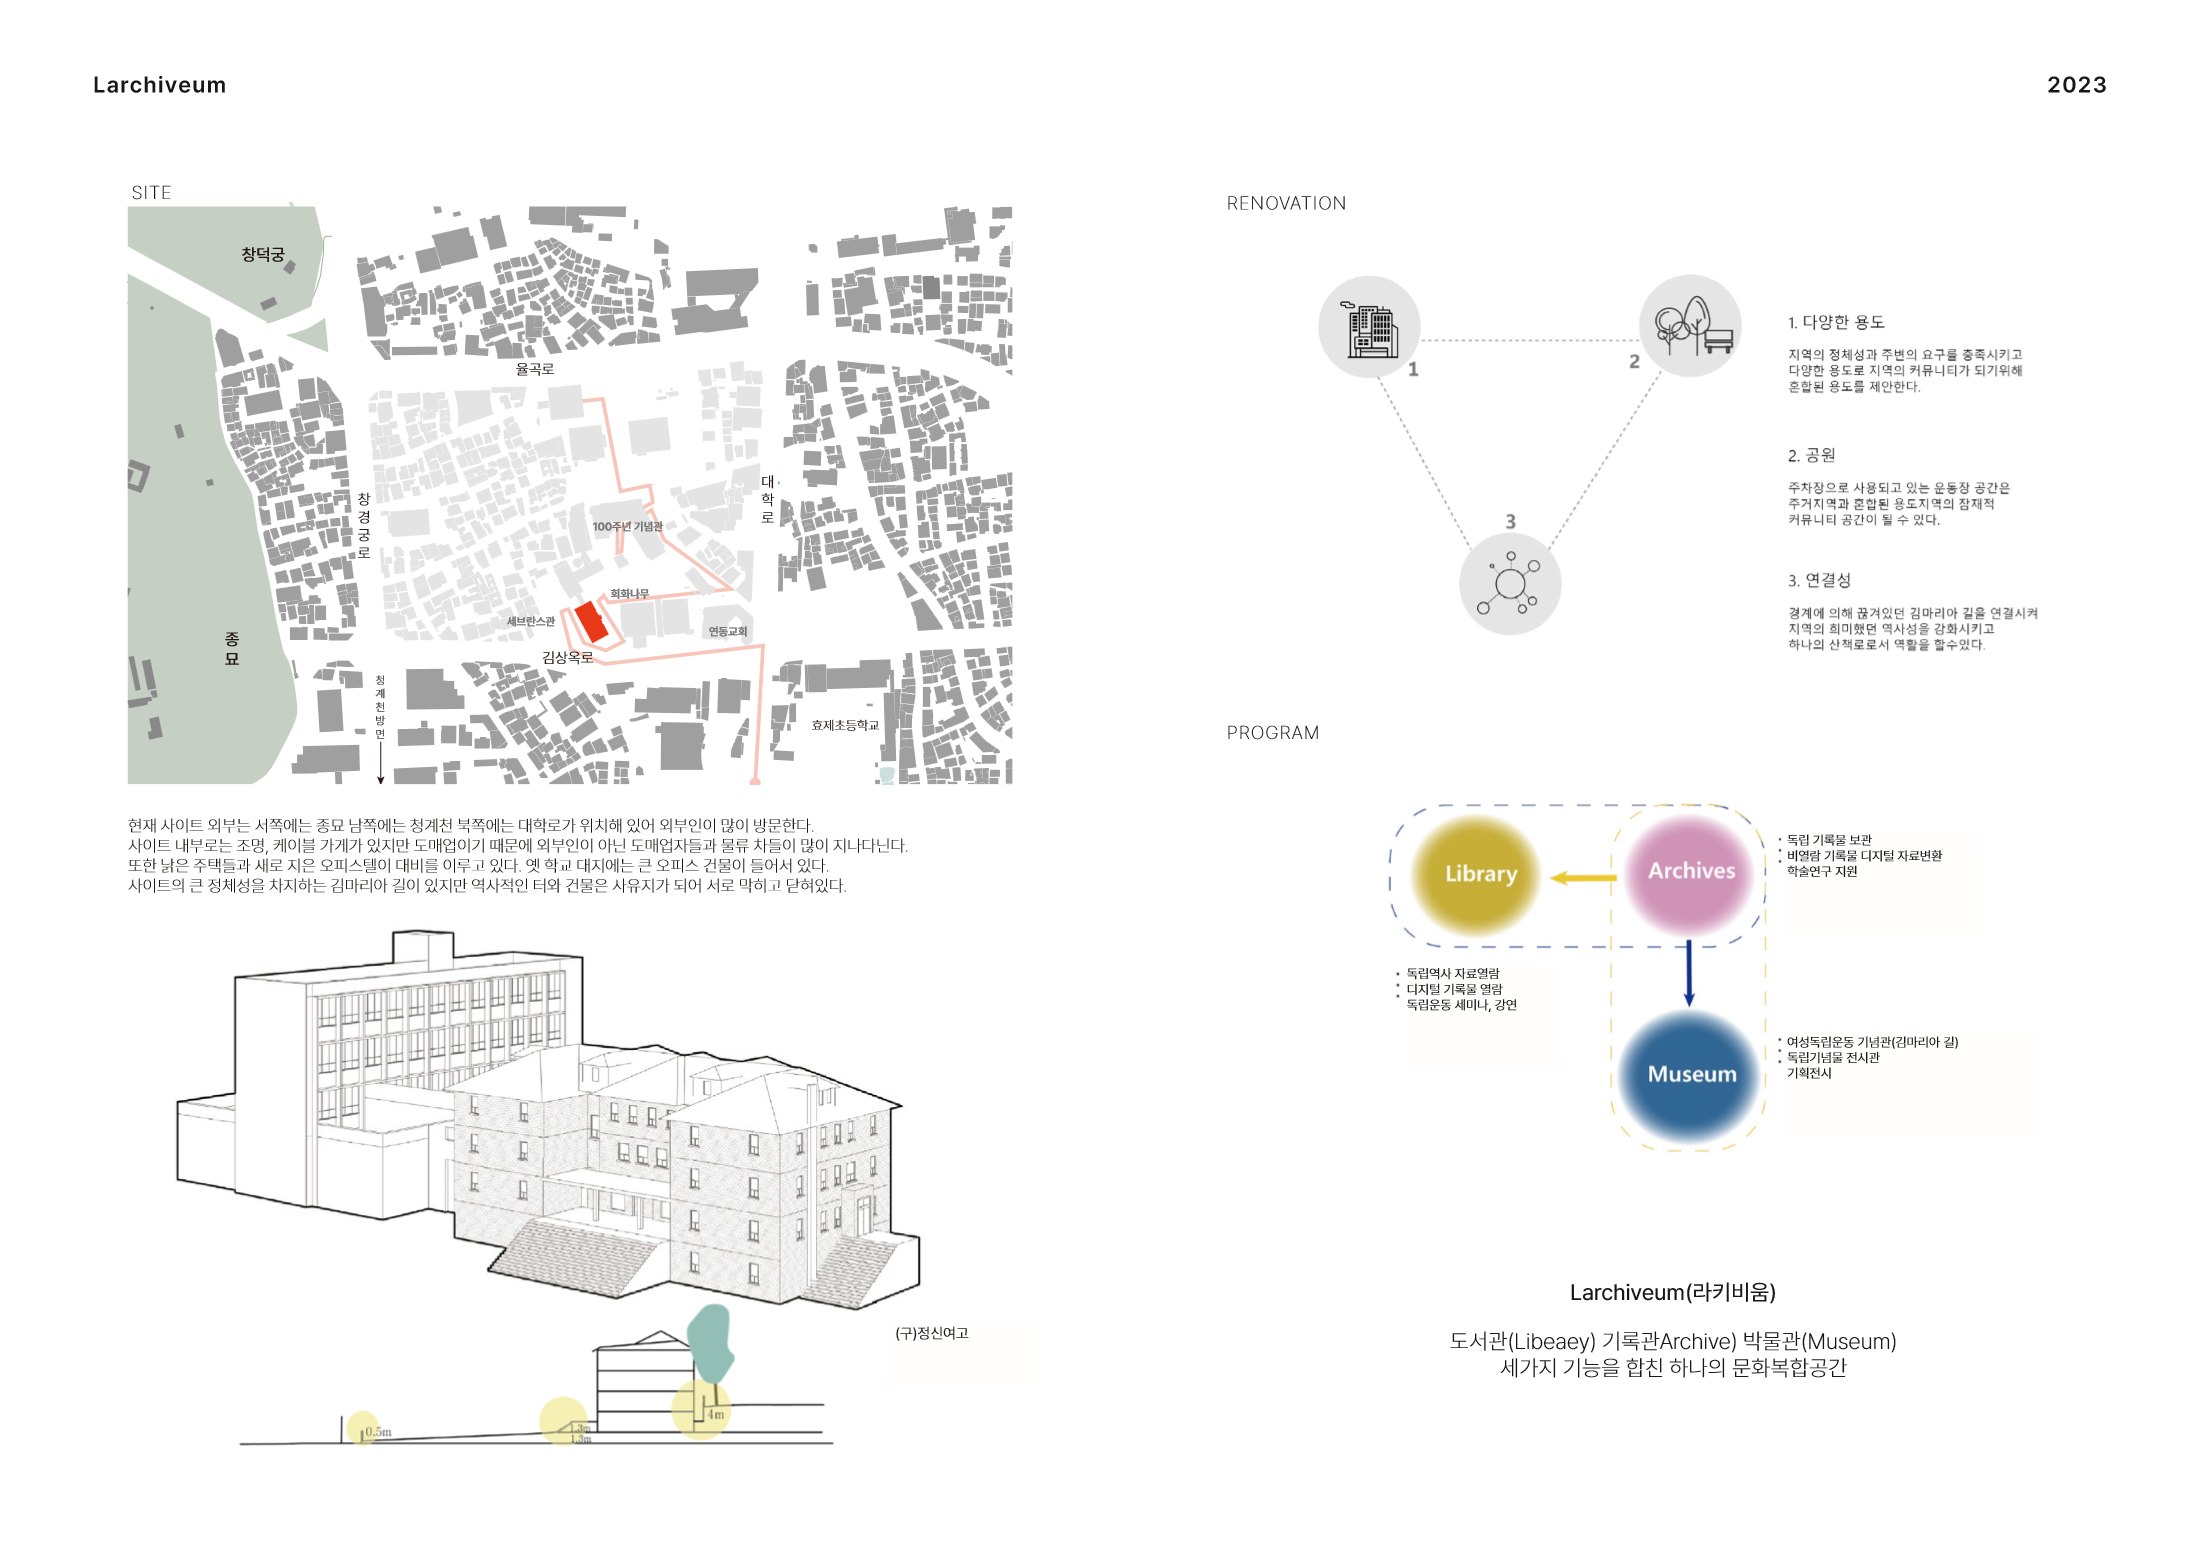 Larchiveum
2023
SITE
창덕궁
율곡로
창경궁로
대학로
100주년 기념관
회화나무
세브란스관
연동교회
김상옥로
종묘
청계천방면
효제초등학교
현재 사이트 외부는 서쪽에는 종묘 남쪽에는 청계천 북쪽에는 대학로가 위치해 있어 외부인이 많이 방문한다.
사이트 내부로는 조명, 케이블 가게가 있지만 도매업이기 때문에 외부인이 아닌 도매업자들과 물류 차들이 많이 지나다닌다.
또한 낡은 주택들과 새로 지은 오피스텔이 대비를 이루고 있다. 옛 학교 대지에는 큰 오피스 건물이 들어서 있다.
사이트의 큰 정체성을 차지하는 김마리아 길이 있지만 역사적인 터와 건물은 사유지가 되어 서로 막히고 닫혀있다.
(구)정신여고
0.5m
1.3m
1.3m
4m
RENOVATION
1
2
3
1. 다양한 용도
지역의 정체성과 주변의 요구를 충족시키고
다양한 용도로 지역의 커뮤니티가 되기위해
혼합된 용도를 제안한다.
2. 공원
주차장으로 사용되고 있는 운동장 공간은
주거지역과 혼합된 용도지역의 잠재적
커뮤니티 공간이 될 수 있다.
3. 연결성
경계에 의해 끊겨있던 김마리아 길을 연결시켜
지역의 희미했던 역사성을 강화시키고
하나의 산책로로서 역활을 할수있다.
PROGRAM
Library
Archives
Museum
• 독립 기록물 보관
• 비열람 기록물 디지털 자료변환
• 학술연구 지원
• 독립역사 자료열람
• 디지털 기록물 열람
• 독립운동 세미나, 강연
• 여성독립운동 기념관(김마리아 길)
• 독립기념물 전시관
• 기획전시
Larchiveum(라키비움)
도서관(Libeaey) 기록관Archive) 박물관(Museum)
세가지 기능을 합친 하나의 문화복합공간